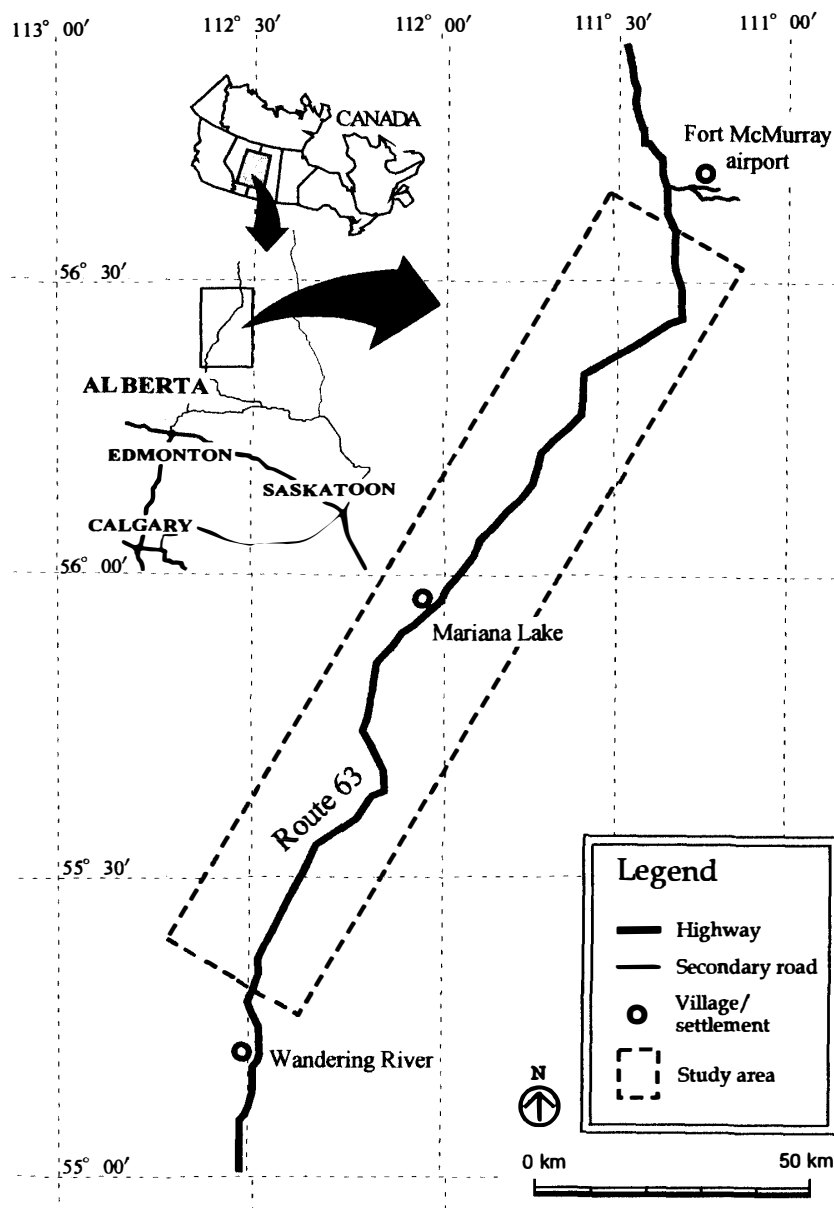 113° 00'
112° 30'
112° 00'
111° 30'
111° 00'
CANADA
Fort McMurray
airport
56° 30'
ALBERTA
EDMONTON
SASKATOON
CALGARY
56° 00'
Mariana Lake
Route 63
55° 30'
Legend
Highway
Secondary road
Village/
settlement
Study area
Wandering River
N
55° 00'
0 km
50 km